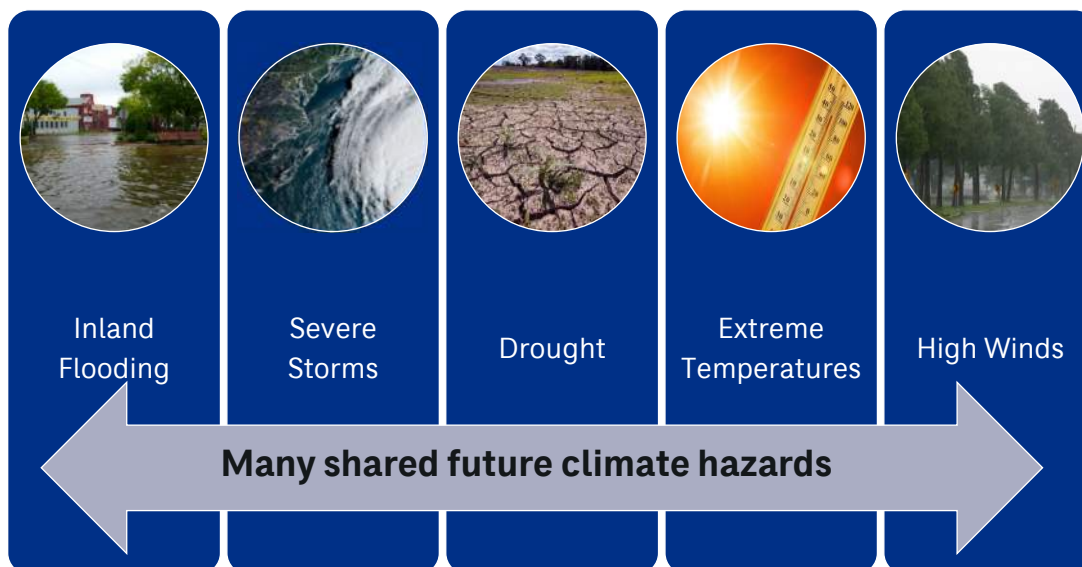 Inland
Flooding
Severe
Storms
Drought
Extreme
Temperatures
High Winds
Many shared future climate hazards